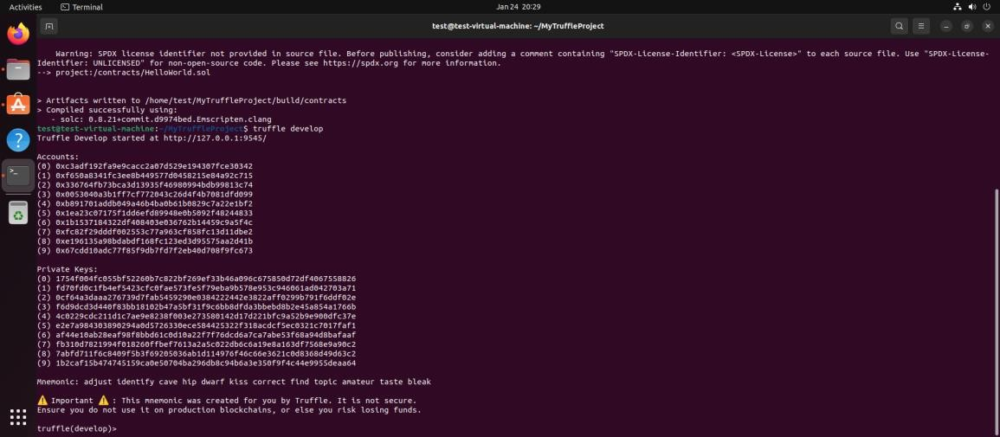 Activities Terminal Jan 24 20:29
test@test-virtual-machine: ~/MyTruffleProject
Warning: SPDX license identifier not provided in source file. Before publishing, consider adding a comment containing "SPDX-License-Identifier: <SPDX-License>" to each source file. Use "SPDX-License-
Identifier: UNLICENSED" for non-open-source code. Please see https://spdx.org for more information.
--> project:/contracts/HelloWorld.sol
> Artifacts written to /home/test/MyTruffleProject/build/contracts
> Compiled successfully using:
- solc: 0.8.21+commit.d9974bed.Emscripten.clang
test@test-virtual-machine:~/MyTruffleProject$ truffle develop
Truffle Develop started at http://127.0.0.1:9545/
Accounts:
(0) 0xc3adf192fa9e9cacc2a07d529e194307fce30342
(1) 0xf650a8341fc3ee8b449577d0458215e84a92c715
(2) 0x336764fb73bca3d13935f46980994bdb99813c74
(3) 0x0053040a3b1ff7cf772043c26d4f4b7081dfd099
(4) 0xb891701addb049a46b4ba0b61b0829c7a22e1bf2
(5) 0x1ea23c07175f1dd6efd89948e0b5092f48244833
(6) 0x1b1537184322df408403e036762b14459c9a5f4c
(7) 0xfc82f29dddf002553c77a963cf858fc13d11dbe2
(8) 0xe196135a98bdabdf168fc123ed3d95575aa2d41b
(9) 0x67cdd10adc77f85f9db7fd7f2eb40d708f9fc673
Private Keys:
(0) 1754f004fc055bf52260b7c822bf269ef33b46a096c675850d72df4067558826
(1) fd70fd0c1fb4ef5423cfc0fae573fe5f79eba9b578e953c946061ad042703a71
(2) 0cf64a3daaa276739d7fab5459290e0384222442e3822aff0299b791f6ddf02e
(3) f6d9dcd3d440f83bb18102b47a5bf31f9c6bb8dfda3bbebd8b2e45a854a1766b
(4) 4c0229cdc211d1c7ae9e8238f003e273580142d17d221bfc9a52b9e900dfc37e
(5) e2e7a984303890294a0d5726330ece584425322f318acdcf5ec0321c7017faf1
(6) af44e10ab28eaf98f8bbd61c0d10a22f7f76dcd6a7ca7abe53f68a94d8bafaaf
(7) fb310d7821994f018260ffbef7613a2a5c022db6c6a19e8a163df7568e9a90c2
(8) 7abfd711f6c8409f5b3f69205036ab1d114976f46c66e3621c0d8368d49d63c2
(9) 1b2caf15b474745159ca0e50704ba296db8c94b6a3e350f9f4c44e9955deaa64
Mnemonic: adjust identify cave hip dwarf kiss correct find topic amateur taste bleak
⚠️ Important ⚠️ : This mnemonic was created for you by Truffle. It is not secure.
Ensure you do not use it on production blockchains, or else you risk losing funds.
truffle(develop)>